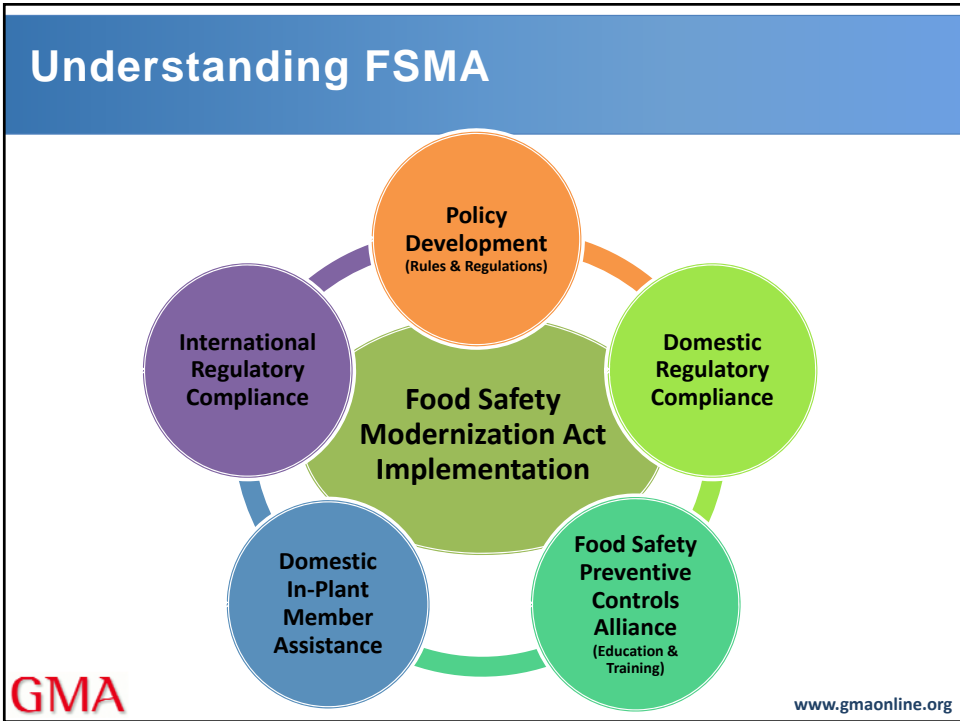 Understanding FSMA
Policy
Development
(Rules & Regulations)
International
Regulatory
Compliance
Domestic
Regulatory
Compliance
Food Safety
Modernization Act
Implementation
Domestic
In-Plant
Member
Assistance
Food Safety
Preventive
Controls
Alliance
(Education &
Training)
GMA
www.gmaonline.org